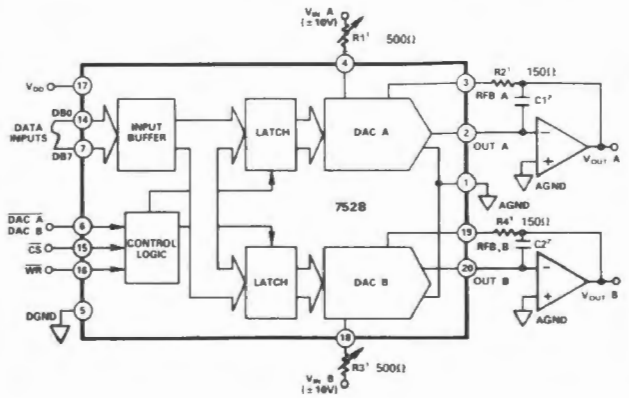 V_IN A
(±10V)
R1¹ 500Ω
4
V_DD
17
3
R2¹ 150Ω
RFB A
C1²
DATA
INPUTS
DB0
14
DB7
7
INPUT
BUFFER
LATCH
DAC A
2
OUT A
−
+
V_OUT A
AGND
1
AGND
7528
DAC A
DAC B
6
CS
15
WR
16
CONTROL
LOGIC
19
R4¹ 150Ω
RFB, B
C2²
LATCH
DAC B
20
OUT B
−
+
V_OUT B
AGND
5
DGND
18
R3¹ 500Ω
V_IN B
(±10V)